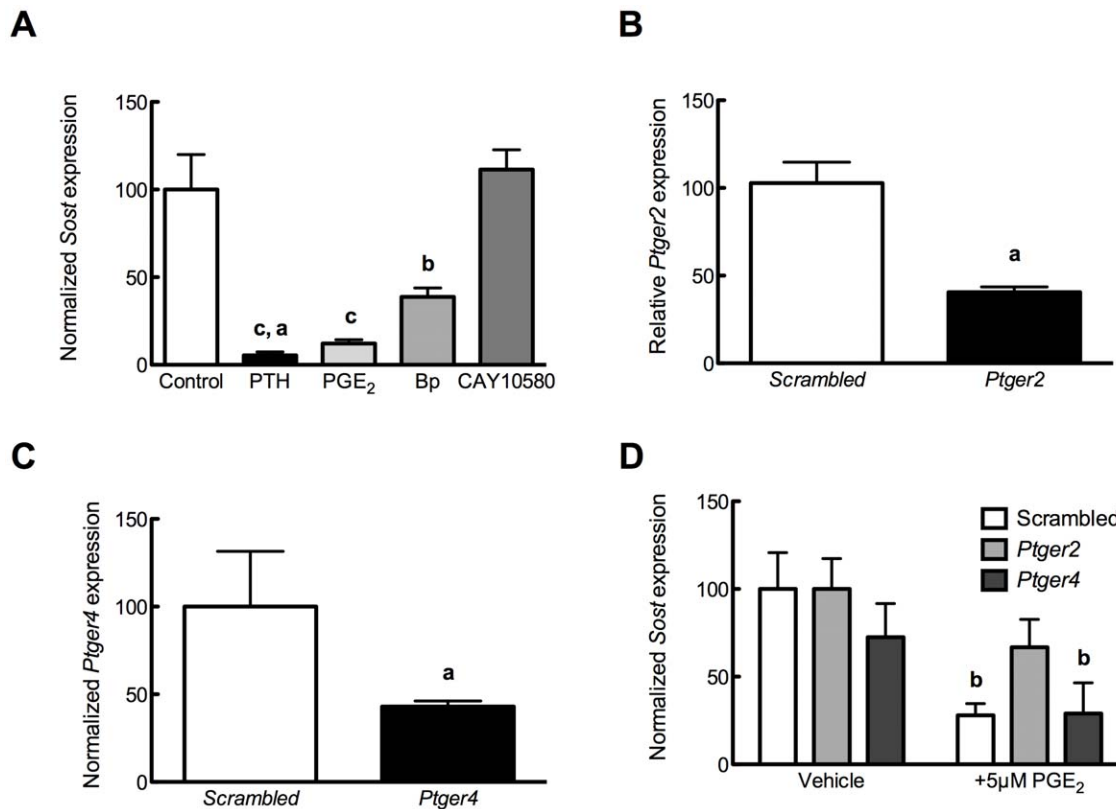 A
Normalized Sost expression
150
100
50
0
c, a
c
b
Control PTH PGE₂ Bp CAY10580
B
Relative Ptger2 expression
150
100
50
0
a
Scrambled Ptger2
C
Normalized Ptger4 expression
150
100
50
0
a
Scrambled Ptger4
D
Normalized Sost expression
150
100
50
0
Scrambled
Ptger2
Ptger4
b
b
Vehicle +5µM PGE₂